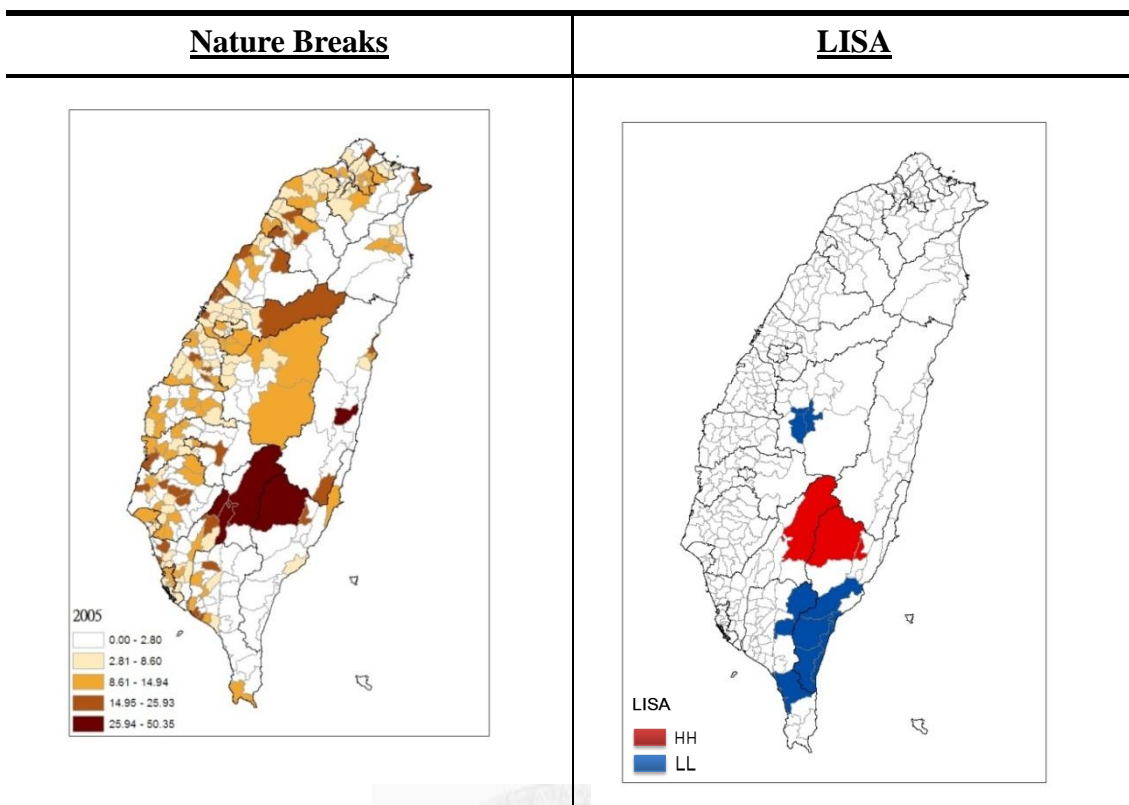 Nature Breaks
LISA
2005
0.00 - 2.80
2.81 - 8.60
8.61 - 14.94
14.95 - 25.93
25.94 - 50.35
LISA
HH
LL